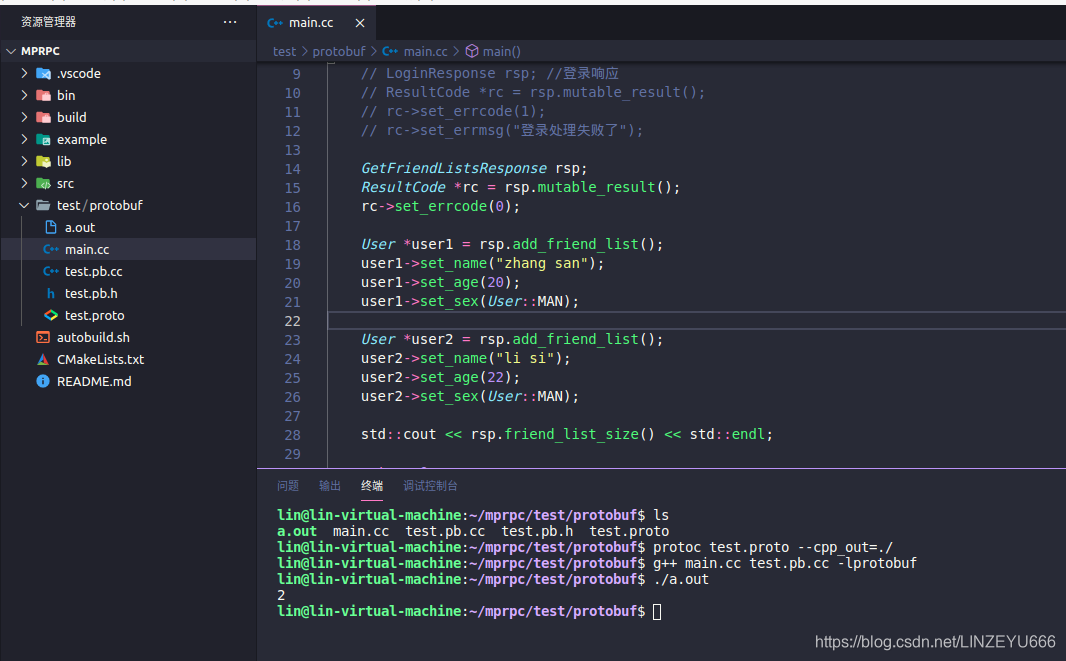 资源管理器
MPRPC
.vscode
bin
build
example
lib
src
test/protobuf
a.out
main.cc
test.pb.cc
test.pb.h
test.proto
autobuild.sh
CMakeLists.txt
README.md
main.cc
test > protobuf > main.cc > main()
9 // LoginResponse rsp; //登录响应
10 // ResultCode *rc = rsp.mutable_result();
11 // rc->set_errcode(1);
12 // rc->set_errmsg("登录处理失败了");
13
14 GetFriendListsResponse rsp;
15 ResultCode *rc = rsp.mutable_result();
16 rc->set_errcode(0);
17
18 User *user1 = rsp.add_friend_list();
19 user1->set_name("zhang san");
20 user1->set_age(20);
21 user1->set_sex(User::MAN);
22
23 User *user2 = rsp.add_friend_list();
24 user2->set_name("li si");
25 user2->set_age(22);
26 user2->set_sex(User::MAN);
27
28 std::cout << rsp.friend_list_size() << std::endl;
29
问题 输出 终端 调试控制台
lin@lin-virtual-machine:~/mprpc/test/protobuf$ ls
a.out main.cc test.pb.cc test.pb.h test.proto
lin@lin-virtual-machine:~/mprpc/test/protobuf$ protoc test.proto --cpp_out=./
lin@lin-virtual-machine:~/mprpc/test/protobuf$ g++ main.cc test.pb.cc -lprotobuf
lin@lin-virtual-machine:~/mprpc/test/protobuf$ ./a.out
2
lin@lin-virtual-machine:~/mprpc/test/protobuf$
https://blog.csdn.net/LINZEYU666